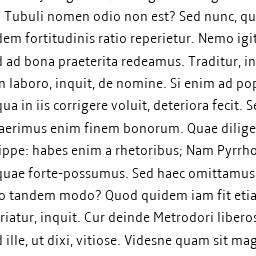 Tubuli nomen odio non est? Sed nunc, qu
dem fortitudinis ratio reperietur. Nemo igit
d ad bona praeterita redeamus. Traditur, in
n laboro, inquit, de nomine. Si enim ad pop
qua in iis corrigere voluit, deteriora fecit. Se
aerimus enim finem bonorum. Quae dilige
ippe: habes enim a rhetoribus; Nam Pyrrho
quae forte-possumus. Sed haec omittamus
o tandem modo? Quod quidem iam fit etia
riatur, inquit. Cur deinde Metrodori liberos
d ille, ut dixi, vitiose. Videsne quam sit mag